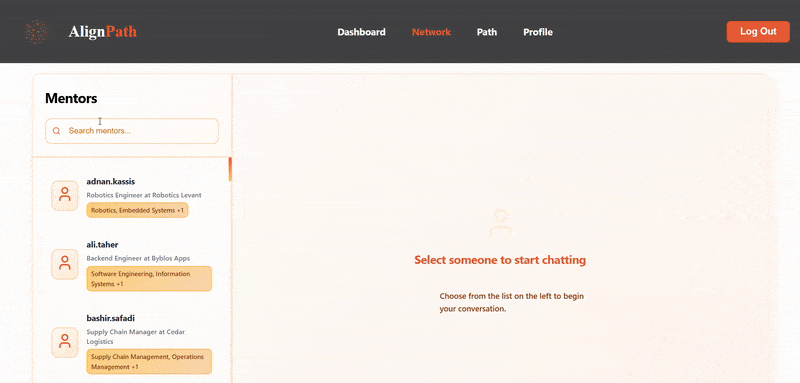 AlignPath
Dashboard
Network
Path
Profile
Log Out
Mentors
Search mentors...
adnan.kassis
Robotics Engineer at Robotics Levant
Robotics, Embedded Systems +1
ali.taher
Backend Engineer at Byblos Apps
Software Engineering, Information
Systems +1
bashir.safadi
Supply Chain Manager at Cedar
Logistics
Supply Chain Management, Operations
Management +1
Select someone to start chatting
Choose from the list on the left to begin
your conversation.